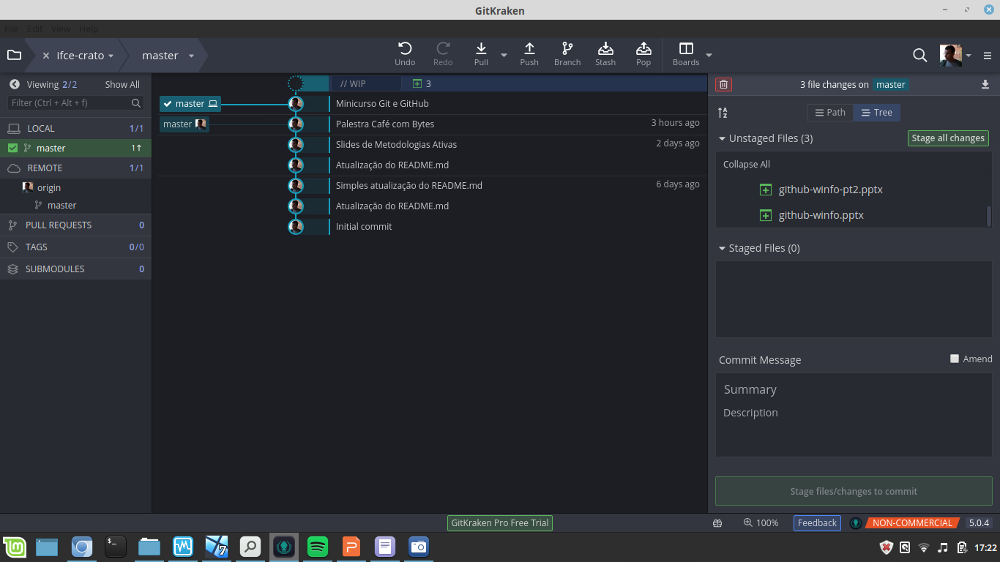 GitKraken
File Edit View Help
ifce-crato
master
Undo
Redo
Pull
Push
Branch
Stash
Pop
Boards
Viewing 2/2
Show All
Filter (Ctrl + Alt + f)
LOCAL
1/1
master
1↑
REMOTE
1/1
origin
master
PULL REQUESTS
0
TAGS
0/0
SUBMODULES
0
// WIP
3
master
Minicurso Git e GitHub
master
Palestra Café com Bytes
3 hours ago
Slides de Metodologias Ativas
2 days ago
Atualização do README.md
Simples atualização do README.md
6 days ago
Atualização do README.md
Initial commit
3 file changes on master
AZ
Path
Tree
Unstaged Files (3)
Stage all changes
Collapse All
github-winfo-pt2.pptx
github-winfo.pptx
Staged Files (0)
Commit Message
Amend
Summary
Description
Stage files/changes to commit
GitKraken Pro Free Trial
100%
Feedback
NON-COMMERCIAL
5.0.4
$_
7
P
17:22